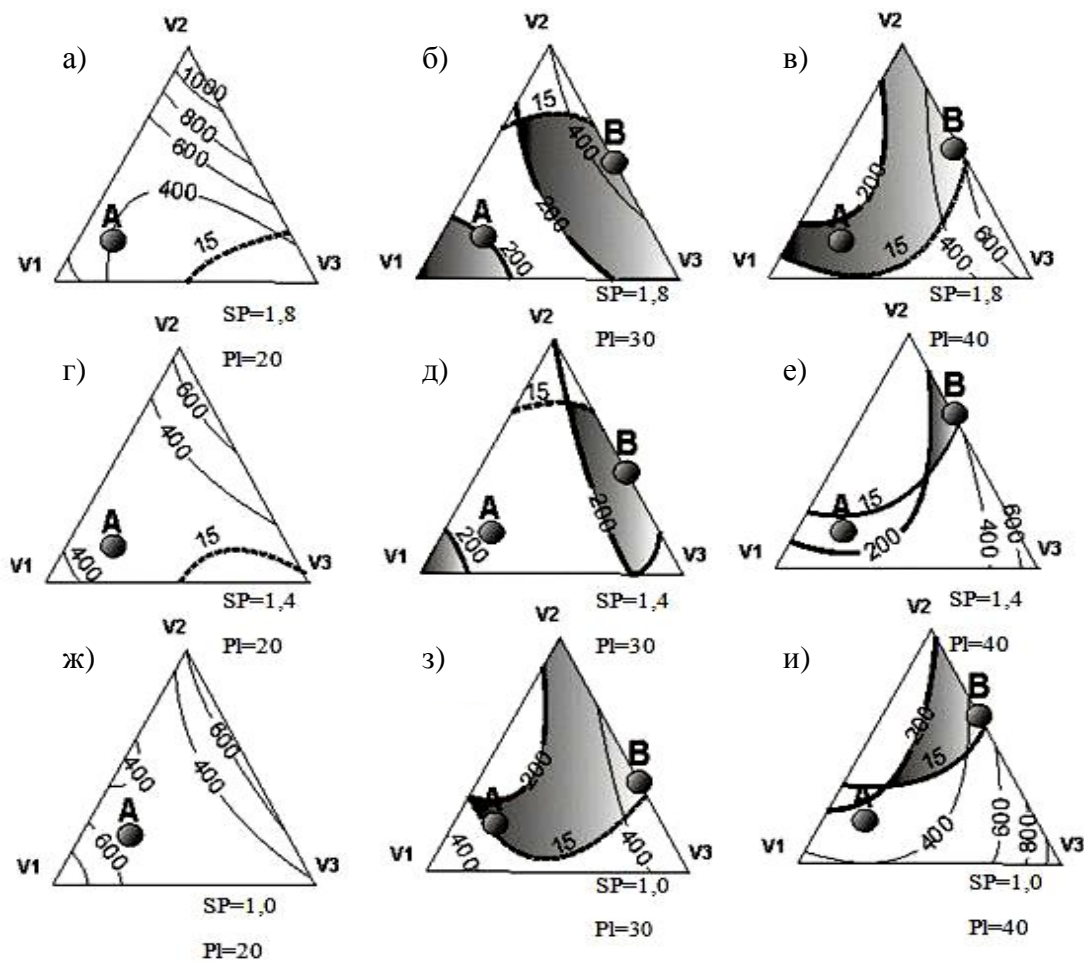 а)
V2
1000
800
600
400
A
15
V1
V3
SP=1,8
Pl=20
б)
V2
15
400
B
A
200
200
V1
V3
SP=1,8
Pl=30
в)
V2
B
200
A
15
400
600
V1
V3
SP=1,8
Pl=40
г)
V2
600
400
A
15
400
V1
V3
SP=1,4
Pl=20
д)
V2
15
B
A
200
200
V1
V3
SP=1,4
Pl=30
е)
B
15
A
200
400
600
V1
V3
SP=1,4
Pl=40
ж)
V2
600
400
400
A
600
V1
V3
SP=1,0
Pl=20
з)
B
200
A
15
400
400
V1
V3
SP=1,0
Pl=30
и)
V2
B
200
15
A
400
600
800
V1
V3
SP=1,0
Pl=40